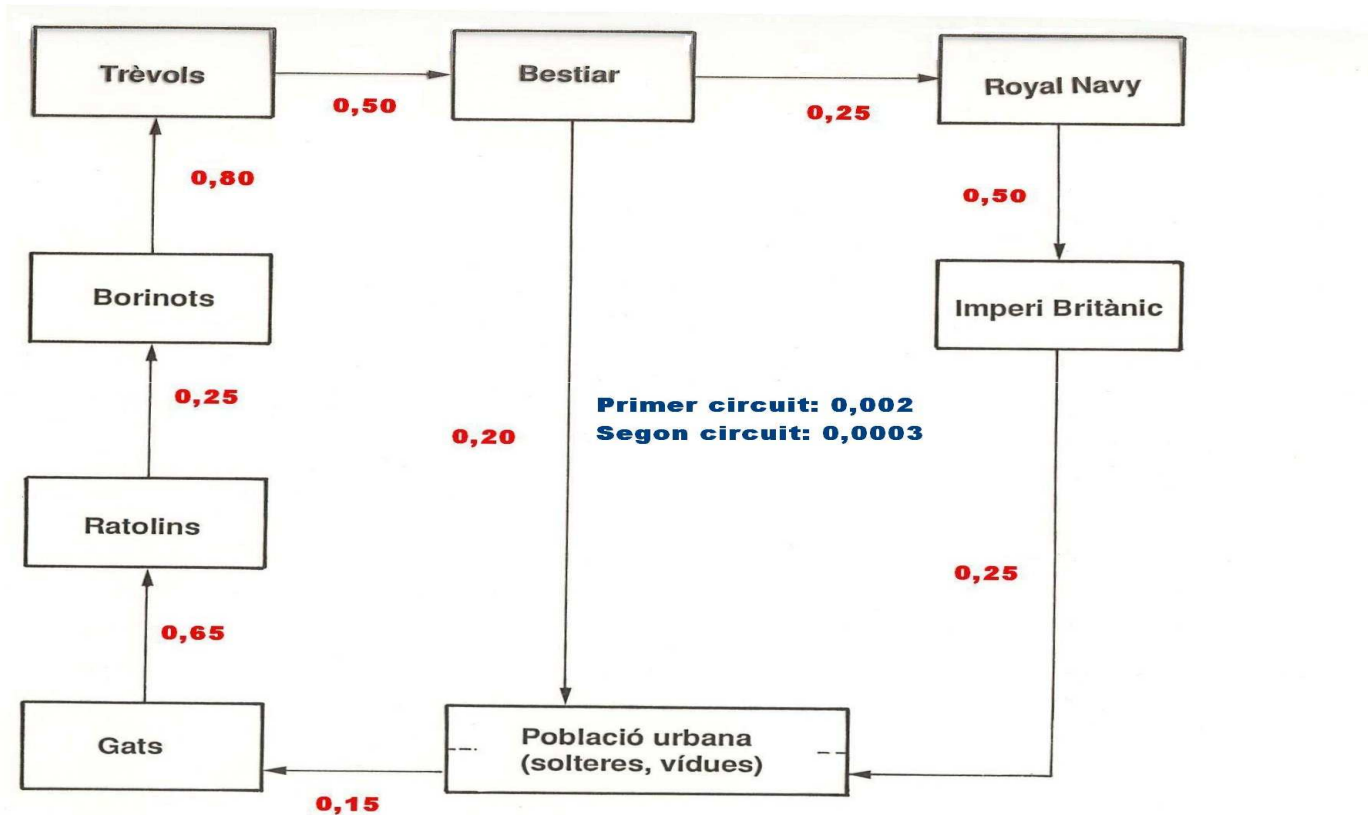 Trèvols
Bestiar
Royal Navy
0,50
0,25
0,80
0,50
Borinots
Imperi Britànic
0,25
Primer circuit: 0,002
Segon circuit: 0,0003
0,20
Ratolins
0,25
0,65
Gats
Població urbana
(solteres, vídues)
0,15